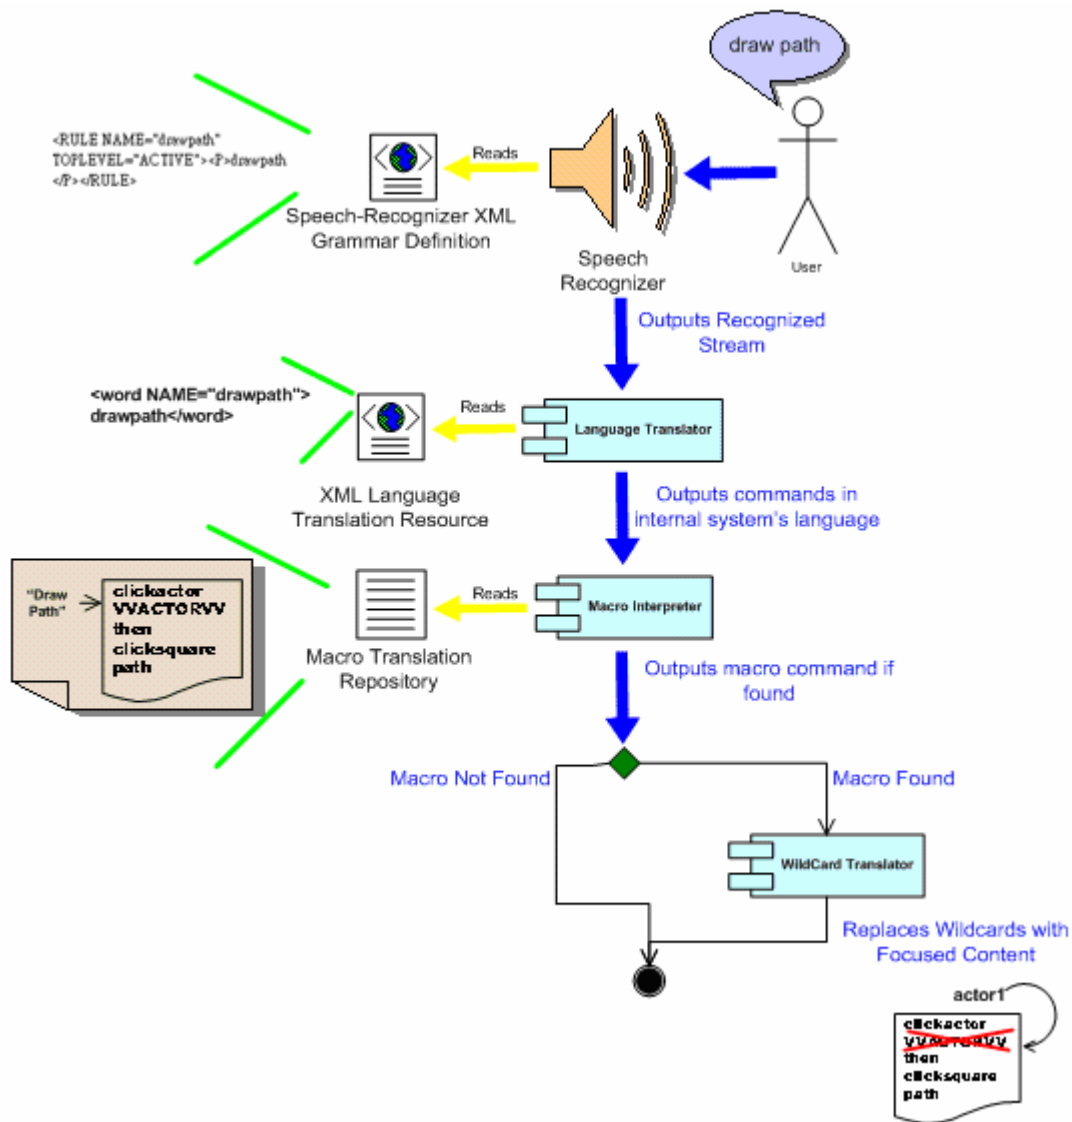 draw path
<RULE NAME="drawpath"
TOPLEVEL="ACTIVE"><P>drawpath
</P></RULE>
Reads
Speech-Recognizer XML
Grammar Definition
Speech
Recognizer
User
Outputs Recognized
Stream
<word NAME="drawpath">
drawpath</word>
Reads
Language Translator
XML Language
Translation Resource
Outputs commands in
internal system's language
"Draw
Path"
clickactor
VVACTORVV
then
clicksquare
path
Reads
Macro Interpreter
Macro Translation
Repository
Outputs macro command if
found
Macro Not Found
Macro Found
WildCard Translator
Replaces Wildcards with
Focused Content
actor1
clickactor
VVACTORVV
then
clicksquare
path